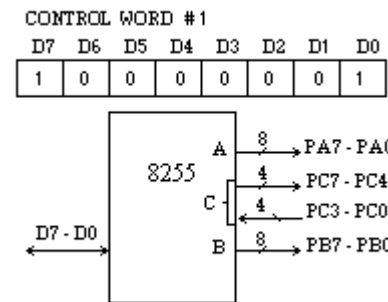 CONTROL WORD #1
D7 D6 D5 D4 D3 D2 D1 D0
1 0 0 0 0 0 0 1
A 8 PA7 - PA0
8255 4 PC7 - PC4
C 4 PC3 - PC0
D7 - D0 B 8 PB7 - PB0